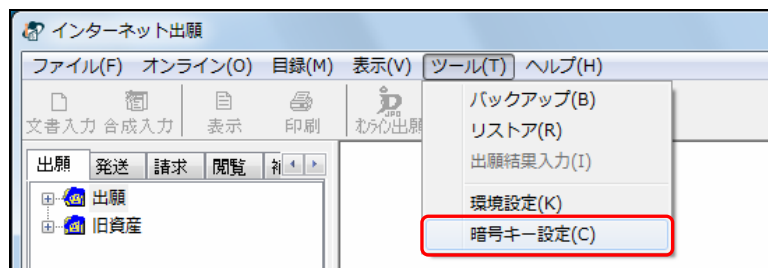 インターネット出願
ファイル(F) オンライン(O) 目録(M) 表示(V) ツール(T) ヘルプ(H)
文書入力 合成入力 表示 印刷 オンライン出願
JPO
バックアップ(B)
リストア(R)
出願結果入力(I)
環境設定(K)
暗号キー設定(C)
出願 発送 請求 閲覧
出願
旧資産